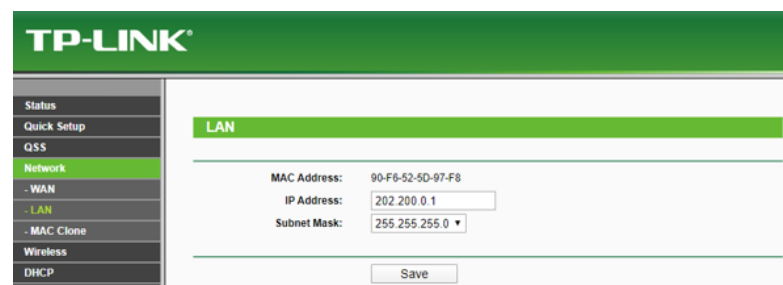 TP-LINK®
Status
Quick Setup
QSS
Network
- WAN
- LAN
- MAC Clone
Wireless
DHCP
LAN
MAC Address: 90-F6-52-5D-97-F8
IP Address: 202.200.0.1
Subnet Mask: 255.255.255.0
Save